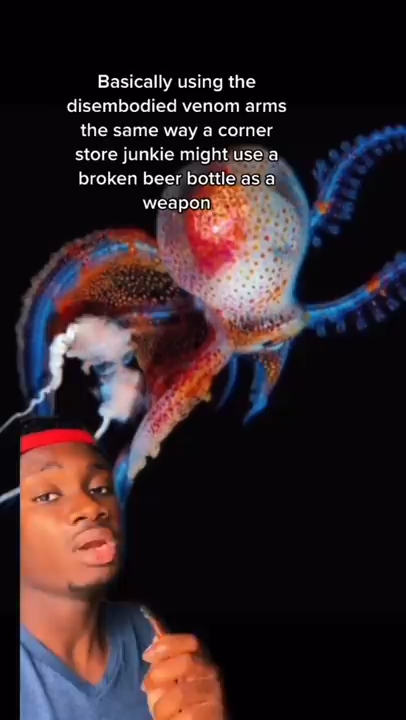 Basically using the
disembodied venom arms
the same way a corner
store junkie might use a
broken beer bottle as a
weapon